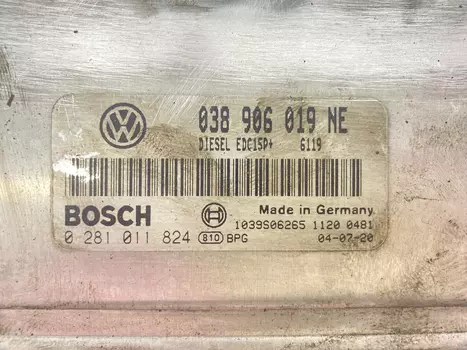 038 906 019 NE
DIESEL EDC15P+ 6119
BOSCH
Made in Germany
1039S06265 1120 0481
0 281 011 824 810 BPG 04-07-20